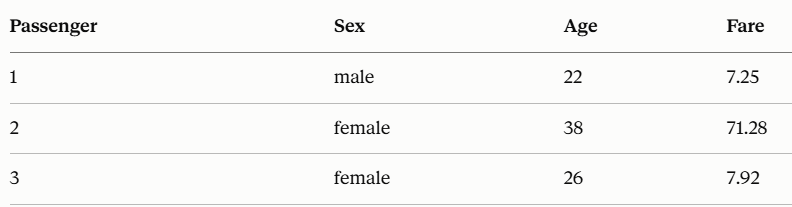 Passenger Sex Age Fare
1 male 22 7.25
2 female 38 71.28
3 female 26 7.92